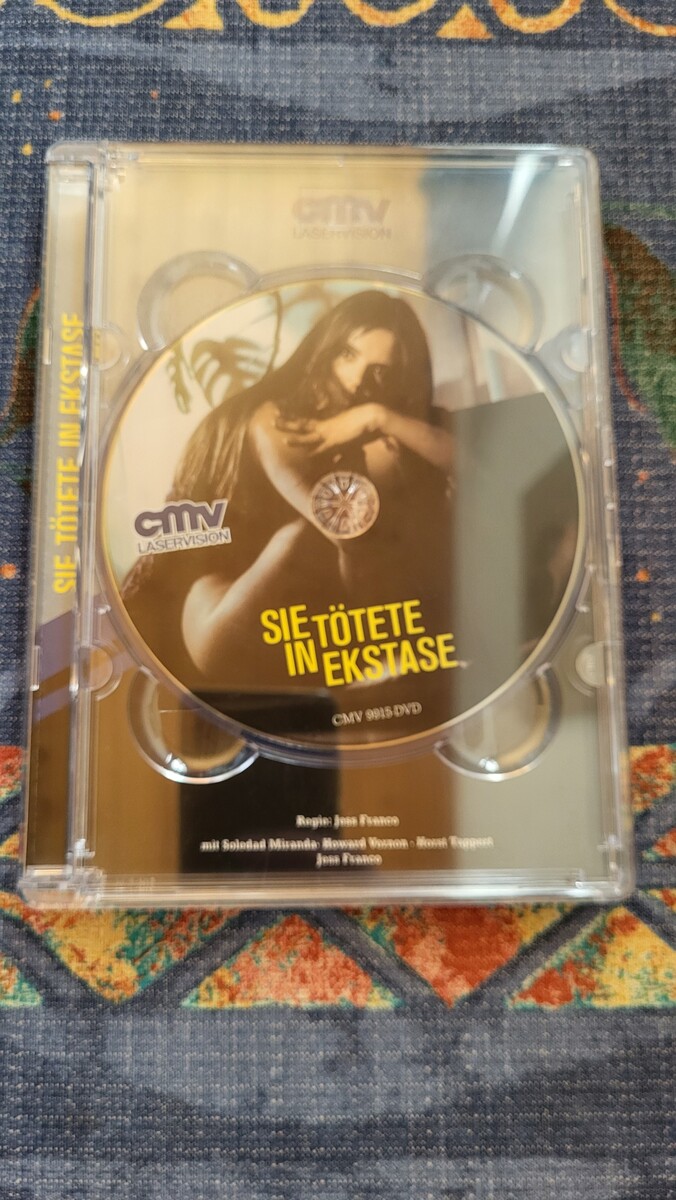 cmv
LASERVISION
SIE TÖTETE IN EKSTASE
cmv
LASERVISION
SIE TÖTETE
IN EKSTASE
CMV 9915-DVD
Regie: Jess Franco
mit Soledad Miranda · Howard Vernon · Horst Tappert
Jess Franco